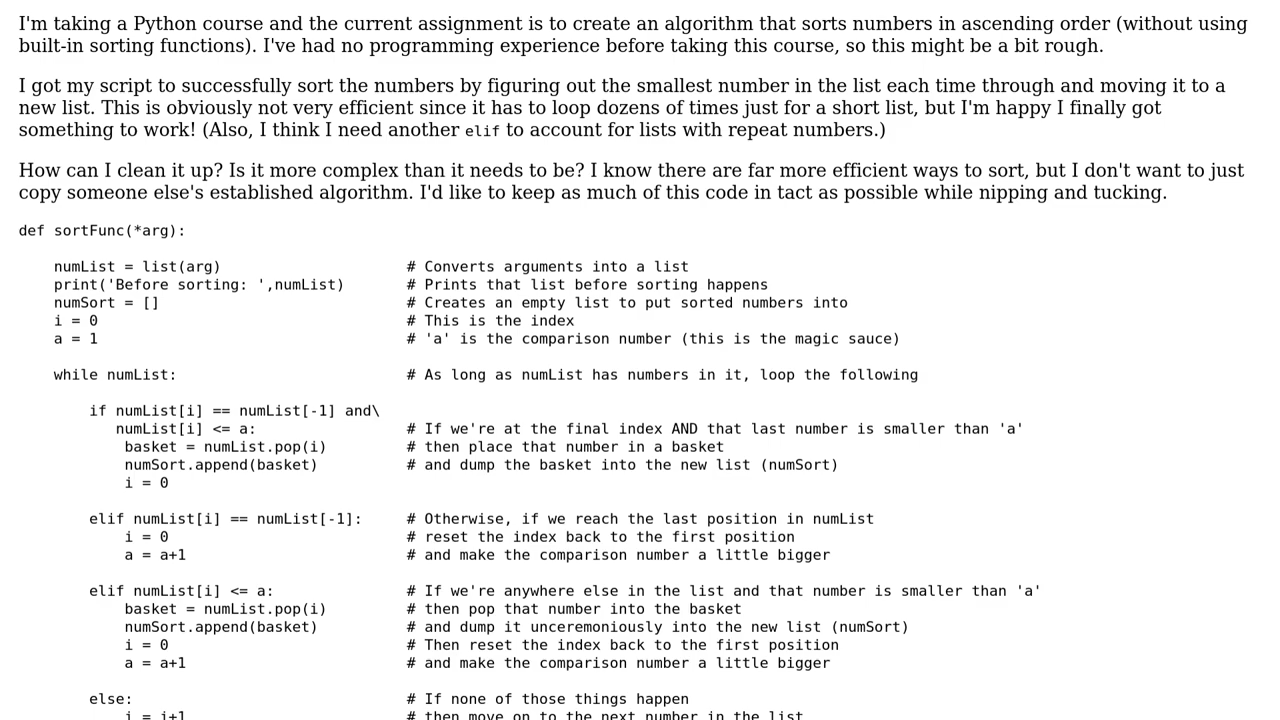 I'm taking a Python course and the current assignment is to create an algorithm that sorts numbers in ascending order (without using
built-in sorting functions). I've had no programming experience before taking this course, so this might be a bit rough.
I got my script to successfully sort the numbers by figuring out the smallest number in the list each time through and moving it to a
new list. This is obviously not very efficient since it has to loop dozens of times just for a short list, but I'm happy I finally got
something to work! (Also, I think I need another elif to account for lists with repeat numbers.)
How can I clean it up? Is it more complex than it needs to be? I know there are far more efficient ways to sort, but I don't want to just
copy someone else's established algorithm. I'd like to keep as much of this code in tact as possible while nipping and tucking.
def sortFunc(*arg):
    numList = list(arg)                     # Converts arguments into a list
    print('Before sorting: ',numList)       # Prints that list before sorting happens
    numSort = []                            # Creates an empty list to put sorted numbers into
    i = 0                                   # This is the index
    a = 1                                   # 'a' is the comparison number (this is the magic sauce)
    while numList:                          # As long as numList has numbers in it, loop the following
        if numList[i] == numList[-1] and\
           numList[i] <= a:                 # If we're at the final index AND that last number is smaller than 'a'
            basket = numList.pop(i)         # then place that number in a basket
            numSort.append(basket)          # and dump the basket into the new list (numSort)
            i = 0
        elif numList[i] == numList[-1]:     # Otherwise, if we reach the last position in numList
            i = 0                           # reset the index back to the first position
            a = a+1                         # and make the comparison number a little bigger
        elif numList[i] <= a:               # If we're anywhere else in the list and that number is smaller than 'a'
            basket = numList.pop(i)         # then pop that number into the basket
            numSort.append(basket)          # and dump it unceremoniously into the new list (numSort)
            i = 0                           # Then reset the index back to the first position
            a = a+1                         # and make the comparison number a little bigger
        else:                               # If none of those things happen
            i = i+1                         # then move on to the next number in the list